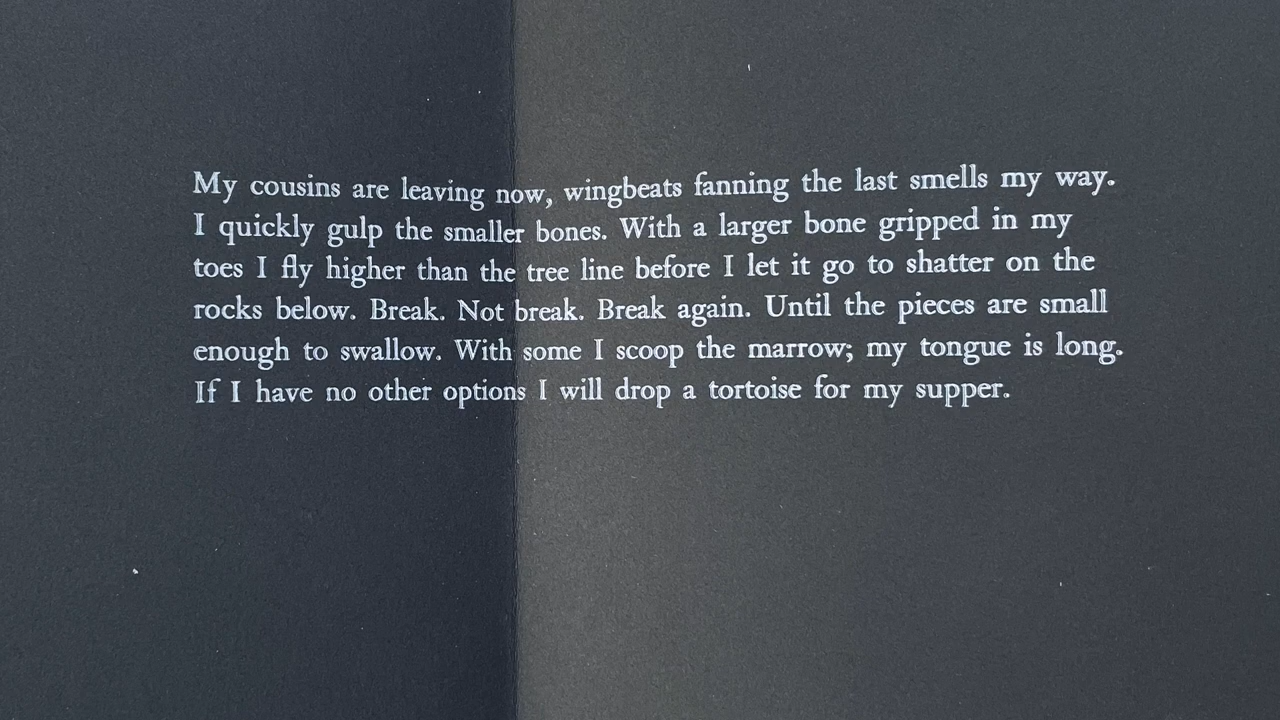 My cousins are leaving now, wingbeats fanning the last smells my way.
I quickly gulp the smaller bones. With a larger bone gripped in my
toes I fly higher than the tree line before I let it go to shatter on the
rocks below. Break. Not break. Break again. Until the pieces are small
enough to swallow. With some I scoop the marrow; my tongue is long.
If I have no other options I will drop a tortoise for my supper.